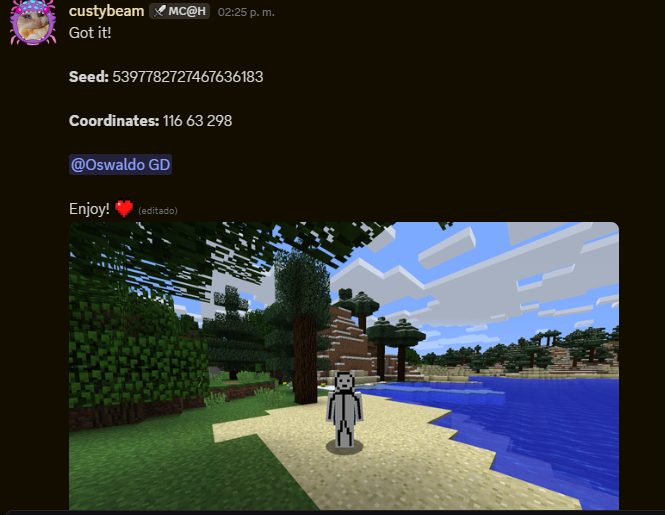 custybeam MC@H 02:25 p. m.
Got it!
Seed: 5397782727467636183
Coordinates: 116 63 298
@Oswaldo GD
Enjoy! (editado)